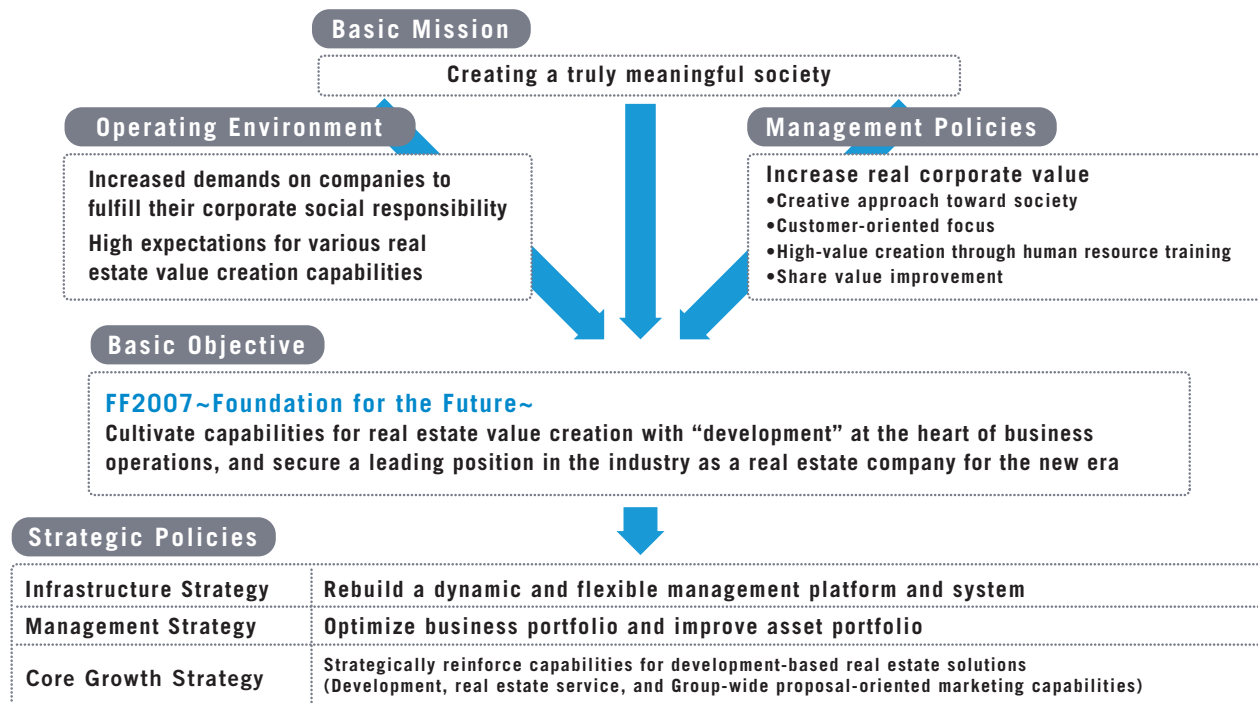 Basic Mission
Creating a truly meaningful society
Operating Environment
Increased demands on companies to
fulfill their corporate social responsibility
High expectations for various real
estate value creation capabilities
Management Policies
Increase real corporate value
•Creative approach toward society
•Customer-oriented focus
•High-value creation through human resource training
•Share value improvement
Basic Objective
FF2007~Foundation for the Future~
Cultivate capabilities for real estate value creation with “development” at the heart of business
operations, and secure a leading position in the industry as a real estate company for the new era
Strategic Policies
Infrastructure Strategy
Rebuild a dynamic and flexible management platform and system
Management Strategy
Optimize business portfolio and improve asset portfolio
Core Growth Strategy
Strategically reinforce capabilities for development-based real estate solutions
(Development, real estate service, and Group-wide proposal-oriented marketing capabilities)